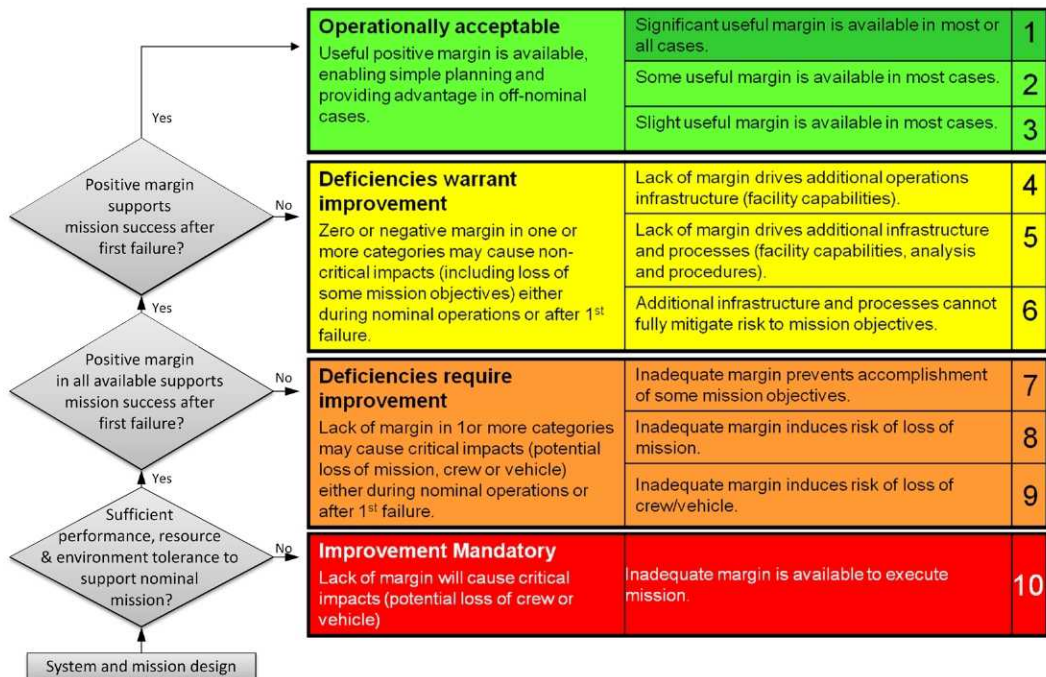 Operationally acceptable
Useful positive margin is available,
enabling simple planning and
providing advantage in off-nominal
cases.
Significant useful margin is available in most or
all cases.
1
Some useful margin is available in most cases.
2
Slight useful margin is available in most cases.
3
Yes
Positive margin
supports
mission success after
first failure?
No
Deficiencies warrant
improvement
Zero or negative margin in one or
more categories may cause non-
critical impacts (including loss of
some mission objectives) either
during nominal operations or after 1st
failure.
Lack of margin drives additional operations
infrastructure (facility capabilities).
4
Lack of margin drives additional infrastructure
and processes (facility capabilities, analysis
and procedures).
5
Additional infrastructure and processes cannot
fully mitigate risk to mission objectives.
6
Yes
Positive margin
in all available supports
mission success after
first failure?
No
Deficiencies require
improvement
Lack of margin in 1or more categories
may cause critical impacts (potential
loss of mission, crew or vehicle)
either during nominal operations or
after 1st failure.
Inadequate margin prevents accomplishment
of some mission objectives.
7
Inadequate margin induces risk of loss of
mission.
8
Inadequate margin induces risk of loss of
crew/vehicle.
9
Yes
Sufficient
performance, resource
& environment tolerance to
support nominal
mission?
No
Improvement Mandatory
Lack of margin will cause critical
impacts (potential loss of crew or
vehicle)
Inadequate margin is available to execute
mission.
10
System and mission design